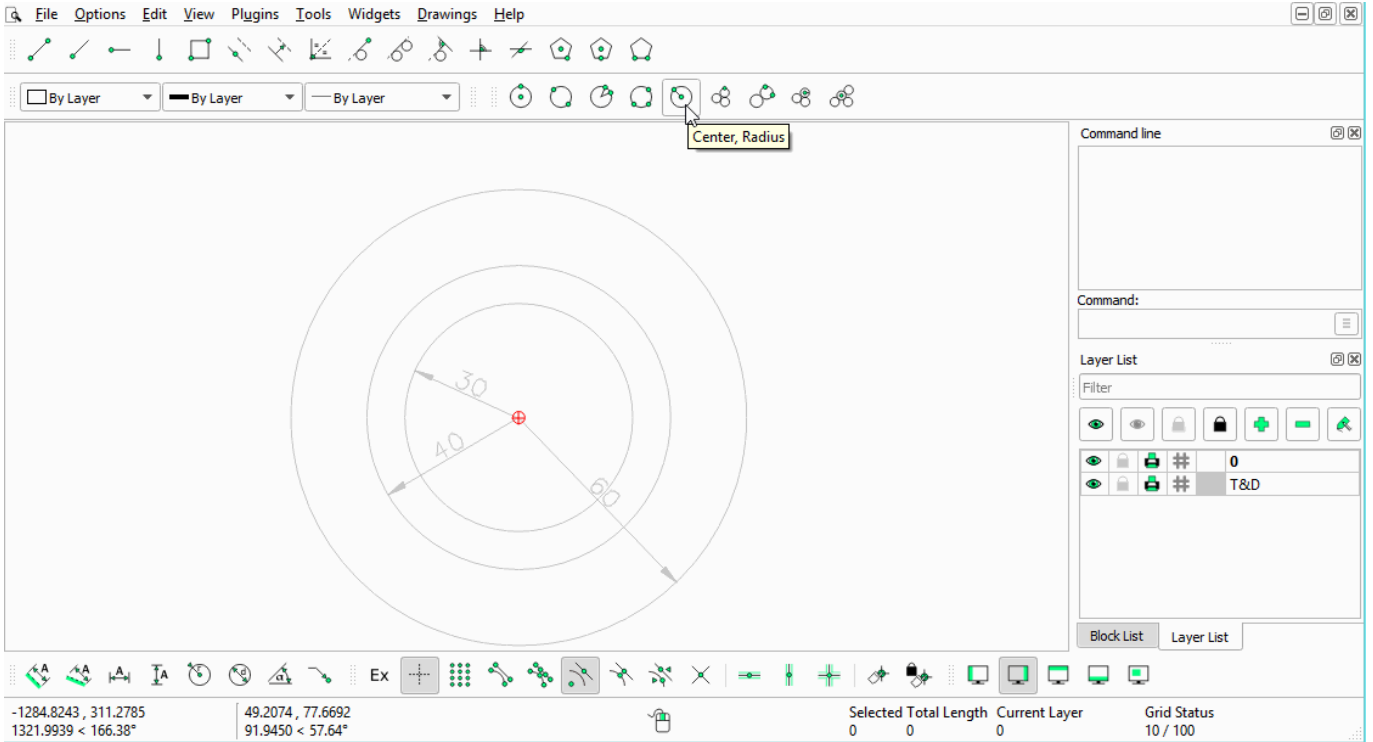 File Options Edit View Plugins Tools Widgets Drawings Help
By Layer By Layer By Layer
Center, Radius
Command line
Command:
Layer List
Filter
0
T&D
30
40
60
Block List Layer List
A A A A r d α Ex
-1284.8243 , 311.2785 49.2074 , 77.6692 Selected Total Length Current Layer Grid Status
1321.9939 < 166.38° 91.9450 < 57.64° 0 0 0 10 / 100